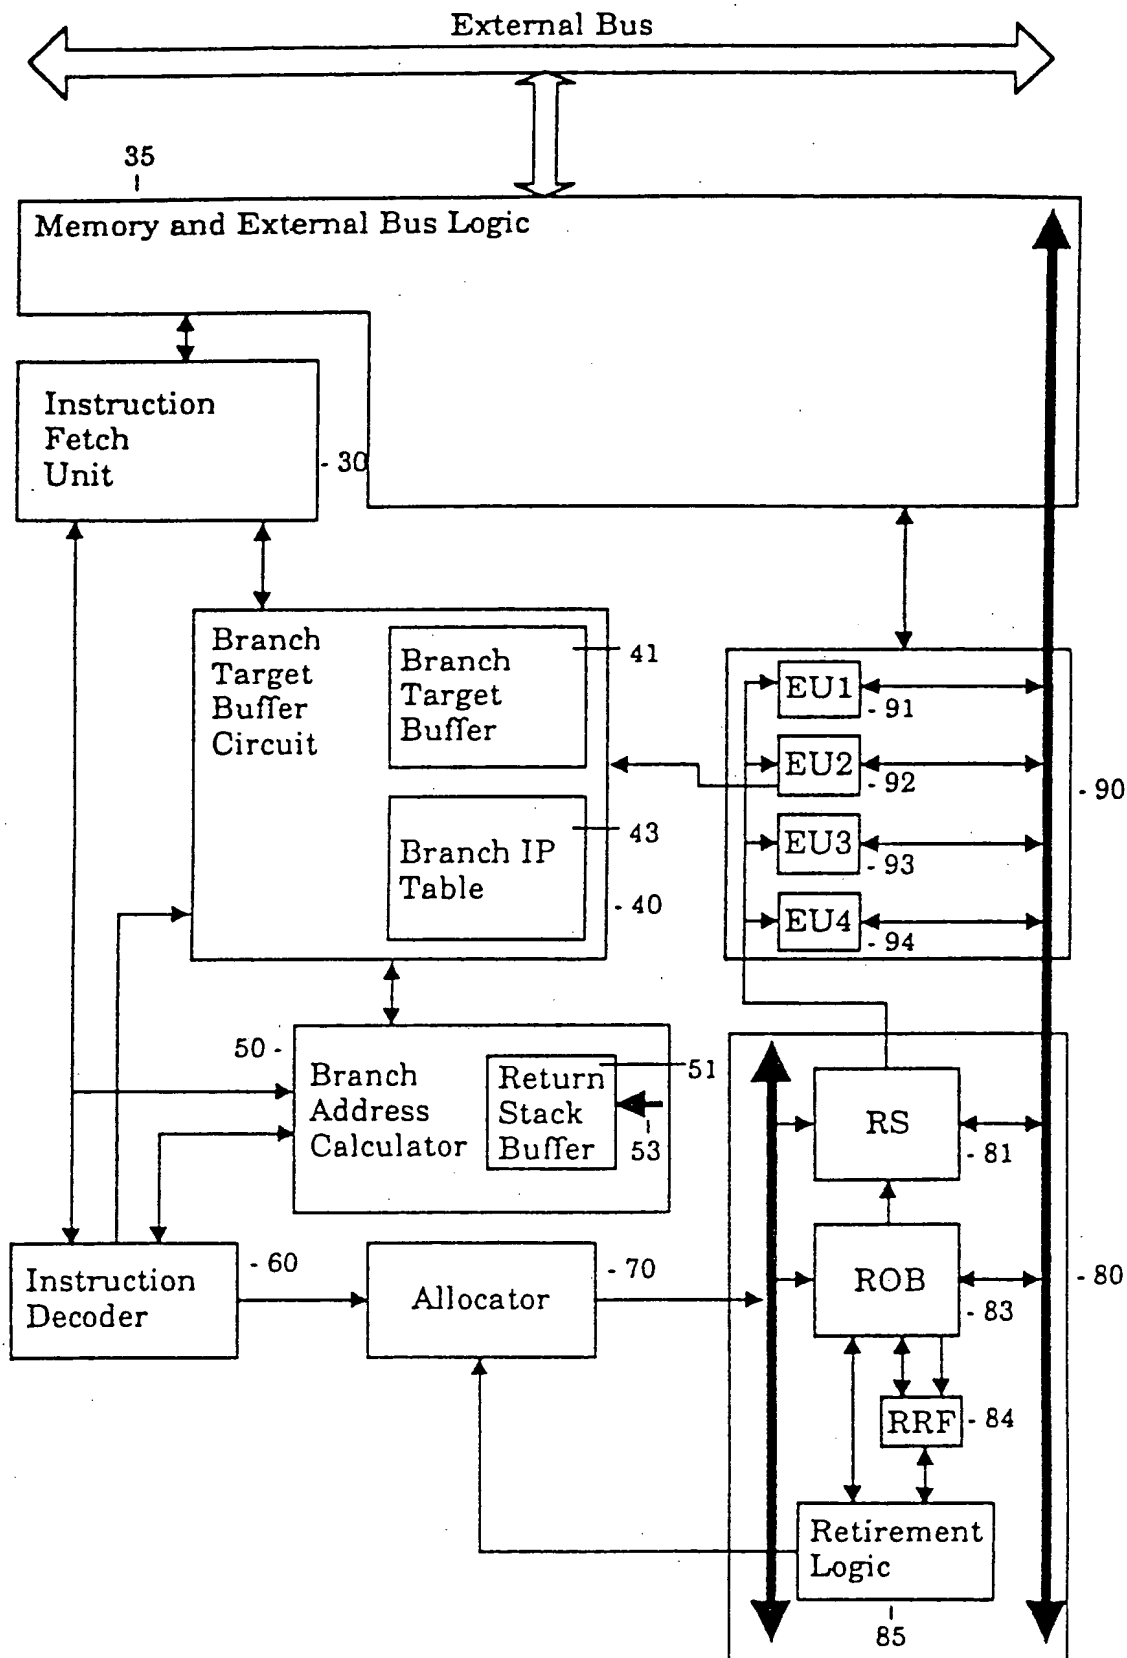 External Bus
35
Memory and External Bus Logic
Instruction
Fetch
Unit
- 30
Branch
Target
Buffer
Circuit
Branch
Target
Buffer
41
Branch IP
Table
43
- 40
EU1
- 91
EU2
- 92
EU3
- 93
EU4
- 94
- 90
50 -
Branch
Address
Calculator
Return
Stack
Buffer
51
53
RS
- 81
ROB
- 83
- 80
RRF
- 84
Retirement
Logic
85
Instruction
Decoder
- 60
Allocator
- 70